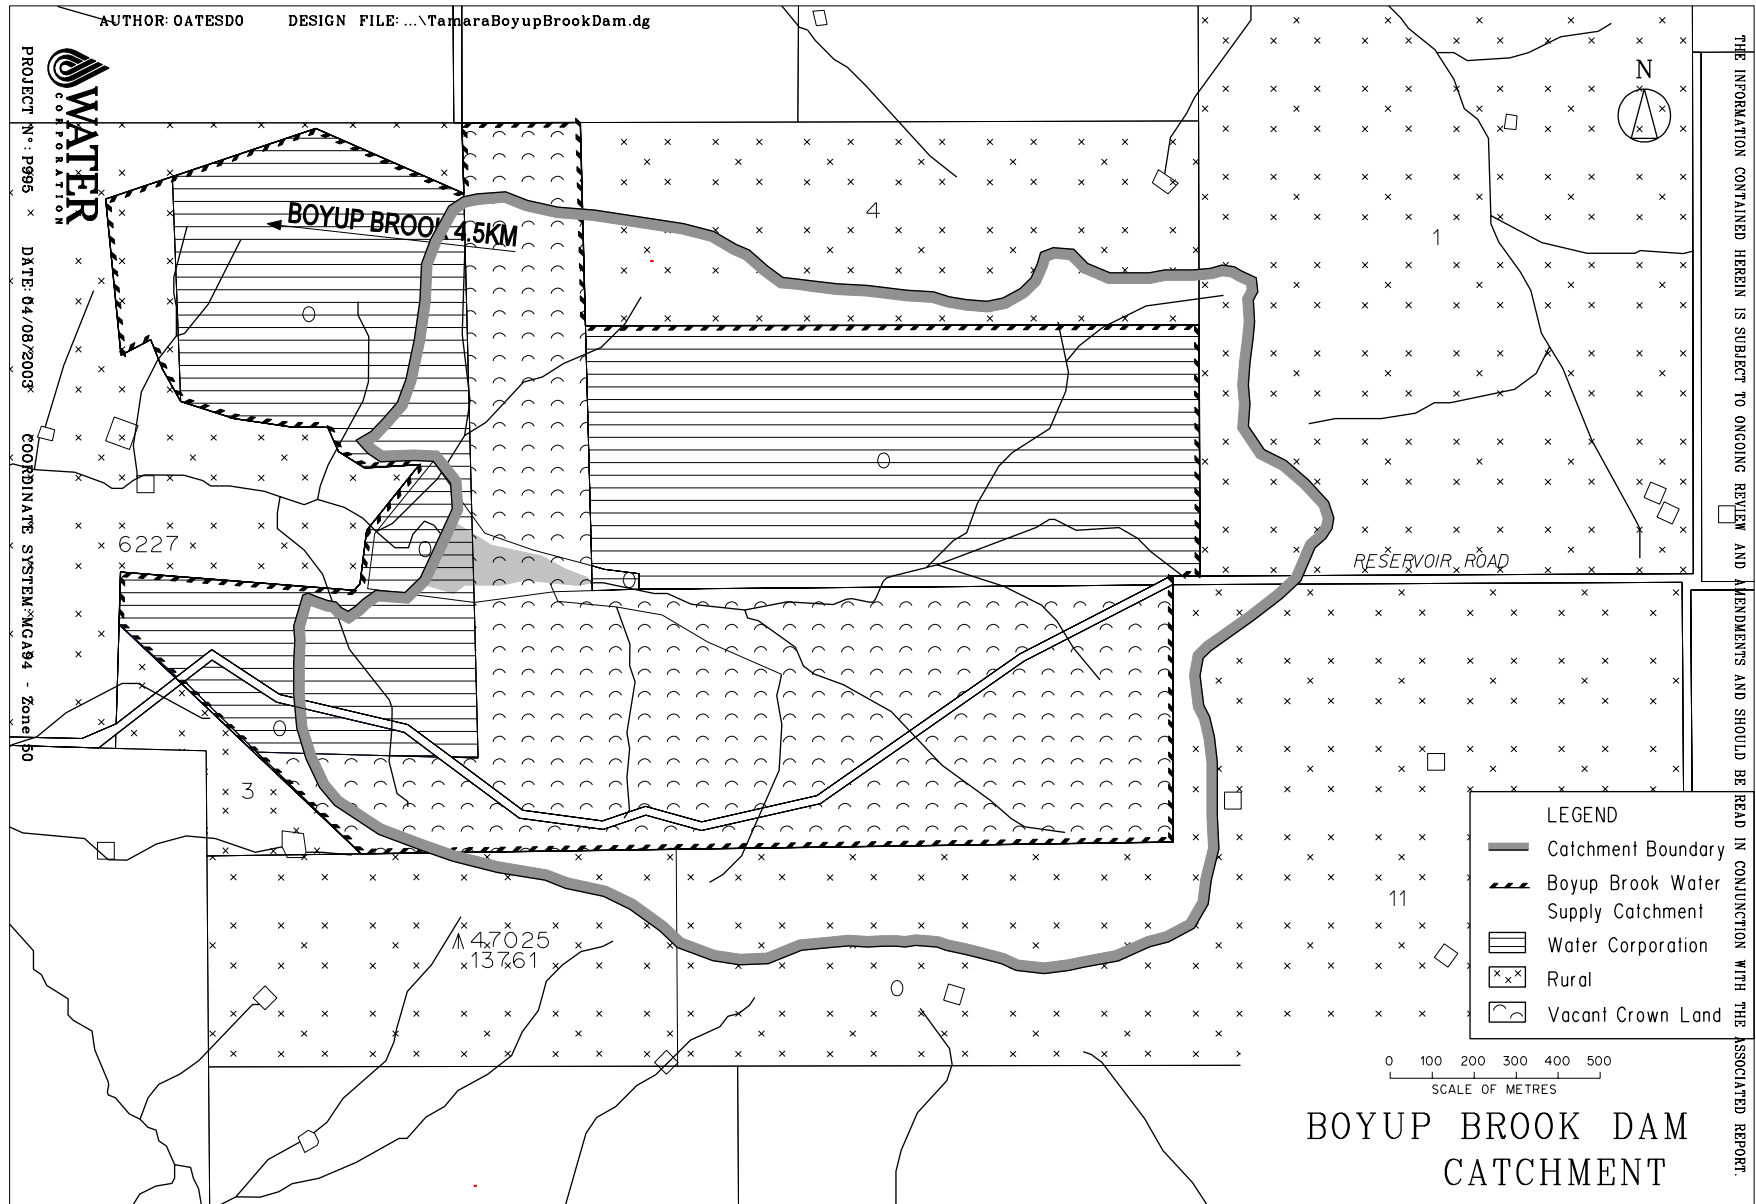 AUTHOR: OATESDO DESIGN FILE: ...\TamaraBoyupBrookDam.dg
WATER
CORPORATION
PROJECT Nº: P995 DATE: 04/08/2003 COORDINATE SYSTEM: MGA94 - Zone 50
THE INFORMATION CONTAINED HEREIN IS SUBJECT TO ONGOING REVIEW AND AMENDMENTS AND SHOULD BE READ IN CONJUNCTION WITH THE ASSOCIATED REPORT.
N
BOYUP BROOK 4.5KM
4
1
0
0
0
0
6227
RESERVOIR ROAD
0
3
11
47025
13761
0
LEGEND
Catchment Boundary
Boyup Brook Water
Supply Catchment
Water Corporation
Rural
Vacant Crown Land
0 100 200 300 400 500
SCALE OF METRES
BOYUP BROOK DAM
CATCHMENT